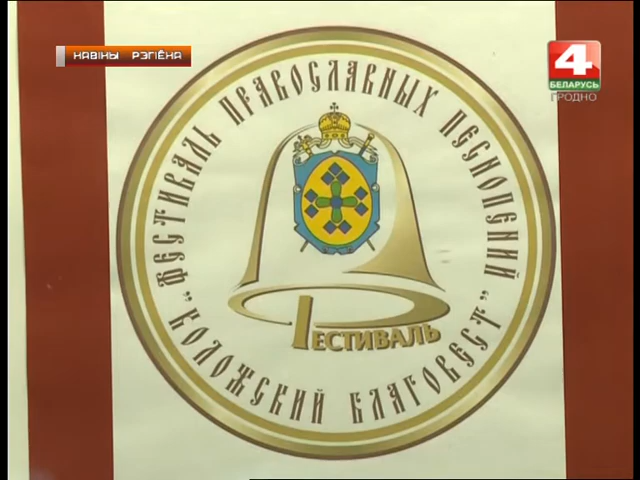 НАВІНЫ РЭГІЁНА
4
БЕЛАРУСЬ
ГРОДНО
ФЕСТИВАЛЬ ПРАВОСЛАВНЫХ ПЕСНОПЕНИЙ
"КОЛОЖСКИЙ БЛАГОВЕСТ"
ФЕСТИВАЛЬ